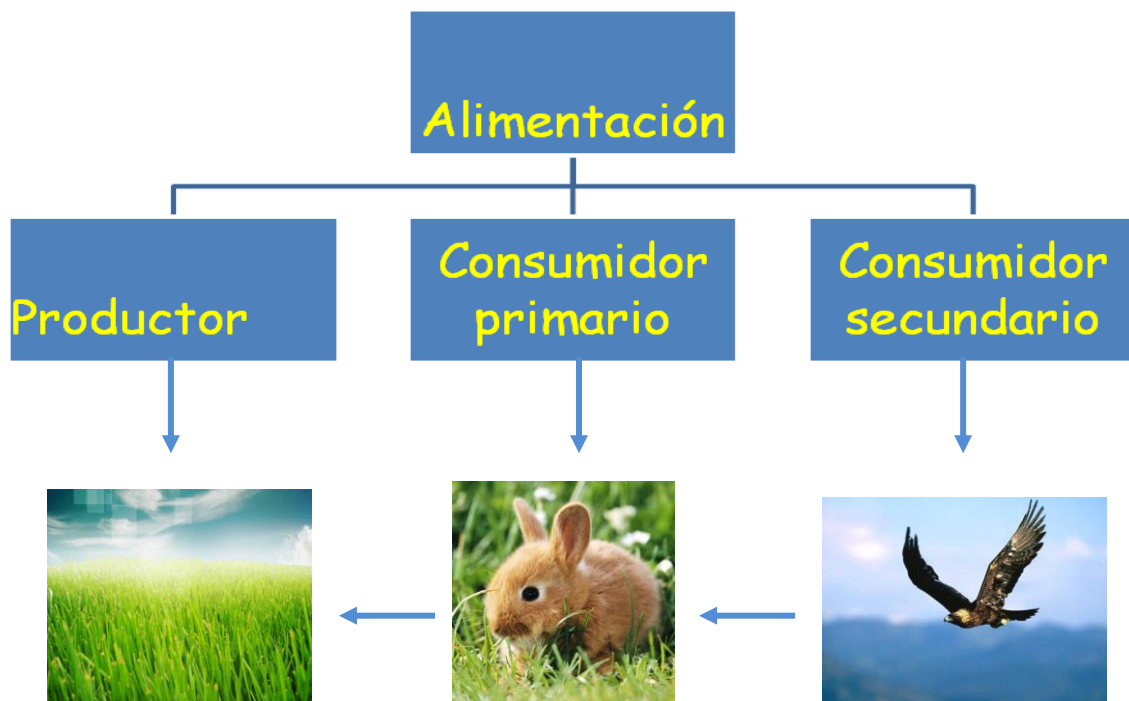 Alimentación
Productor
Consumidor
primario
Consumidor
secundario